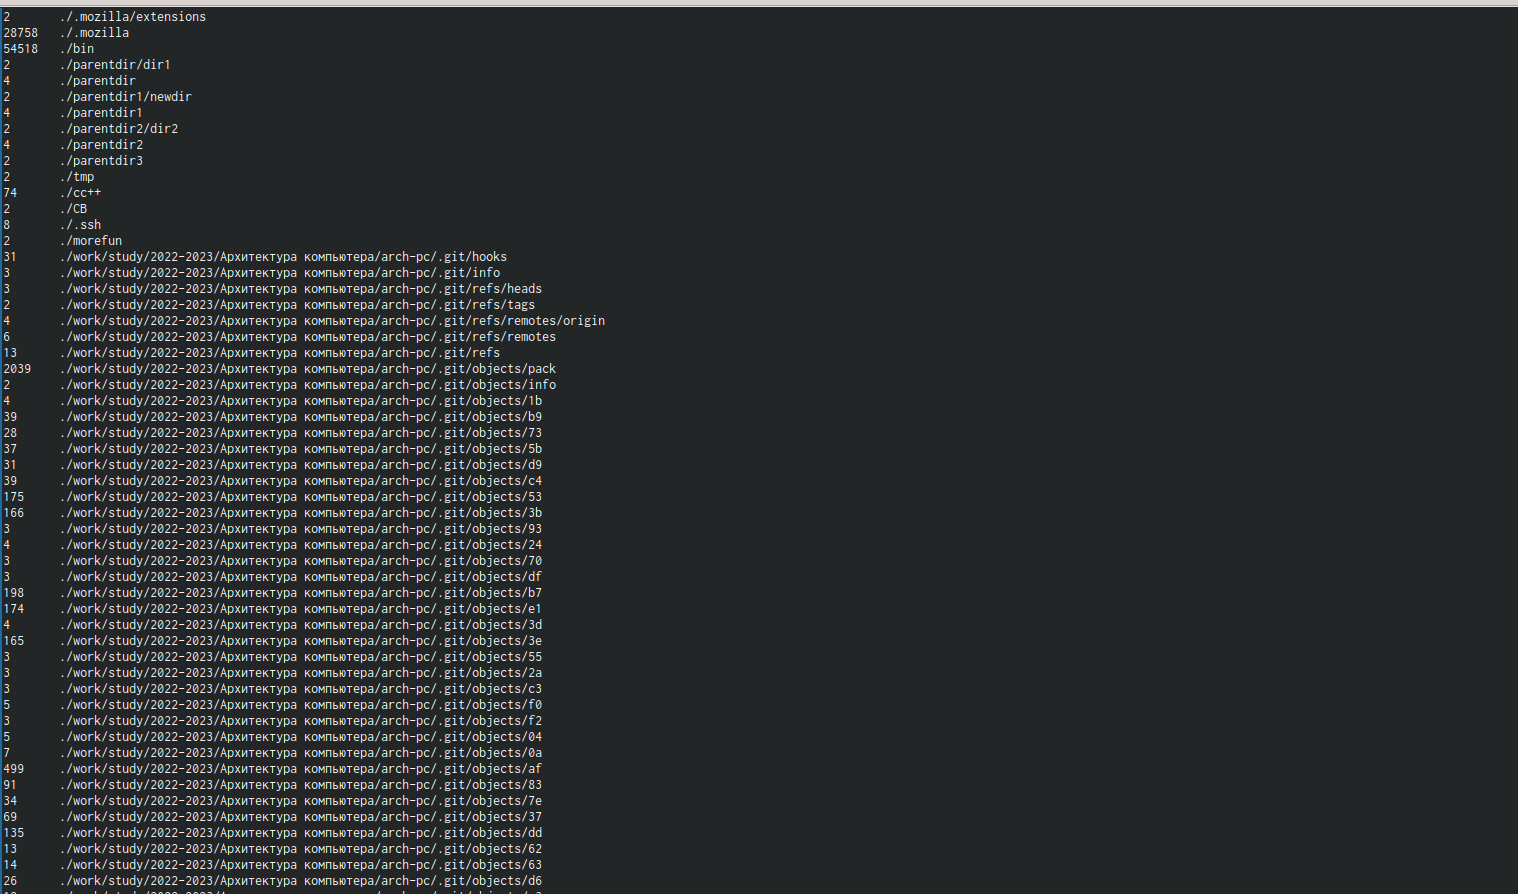 2 ./.mozilla/extensions
28758 ./.mozilla
54518 ./bin
2 ./parentdir/dir1
4 ./parentdir
2 ./parentdir1/newdir
4 ./parentdir1
2 ./parentdir2/dir2
4 ./parentdir2
2 ./parentdir3
2 ./tmp
74 ./cc++
2 ./CB
8 ./.ssh
2 ./morefun
31 ./work/study/2022-2023/Архитектура компьютера/arch-pc/.git/hooks
3 ./work/study/2022-2023/Архитектура компьютера/arch-pc/.git/info
3 ./work/study/2022-2023/Архитектура компьютера/arch-pc/.git/refs/heads
2 ./work/study/2022-2023/Архитектура компьютера/arch-pc/.git/refs/tags
4 ./work/study/2022-2023/Архитектура компьютера/arch-pc/.git/refs/remotes/origin
6 ./work/study/2022-2023/Архитектура компьютера/arch-pc/.git/refs/remotes
13 ./work/study/2022-2023/Архитектура компьютера/arch-pc/.git/refs
2039 ./work/study/2022-2023/Архитектура компьютера/arch-pc/.git/objects/pack
2 ./work/study/2022-2023/Архитектура компьютера/arch-pc/.git/objects/info
4 ./work/study/2022-2023/Архитектура компьютера/arch-pc/.git/objects/1b
39 ./work/study/2022-2023/Архитектура компьютера/arch-pc/.git/objects/b9
28 ./work/study/2022-2023/Архитектура компьютера/arch-pc/.git/objects/73
37 ./work/study/2022-2023/Архитектура компьютера/arch-pc/.git/objects/5b
31 ./work/study/2022-2023/Архитектура компьютера/arch-pc/.git/objects/d9
39 ./work/study/2022-2023/Архитектура компьютера/arch-pc/.git/objects/c4
175 ./work/study/2022-2023/Архитектура компьютера/arch-pc/.git/objects/53
166 ./work/study/2022-2023/Архитектура компьютера/arch-pc/.git/objects/3b
3 ./work/study/2022-2023/Архитектура компьютера/arch-pc/.git/objects/93
4 ./work/study/2022-2023/Архитектура компьютера/arch-pc/.git/objects/24
3 ./work/study/2022-2023/Архитектура компьютера/arch-pc/.git/objects/70
3 ./work/study/2022-2023/Архитектура компьютера/arch-pc/.git/objects/df
198 ./work/study/2022-2023/Архитектура компьютера/arch-pc/.git/objects/b7
174 ./work/study/2022-2023/Архитектура компьютера/arch-pc/.git/objects/e1
4 ./work/study/2022-2023/Архитектура компьютера/arch-pc/.git/objects/3d
165 ./work/study/2022-2023/Архитектура компьютера/arch-pc/.git/objects/3e
3 ./work/study/2022-2023/Архитектура компьютера/arch-pc/.git/objects/55
3 ./work/study/2022-2023/Архитектура компьютера/arch-pc/.git/objects/2a
3 ./work/study/2022-2023/Архитектура компьютера/arch-pc/.git/objects/c3
5 ./work/study/2022-2023/Архитектура компьютера/arch-pc/.git/objects/f0
3 ./work/study/2022-2023/Архитектура компьютера/arch-pc/.git/objects/f2
5 ./work/study/2022-2023/Архитектура компьютера/arch-pc/.git/objects/04
7 ./work/study/2022-2023/Архитектура компьютера/arch-pc/.git/objects/0a
499 ./work/study/2022-2023/Архитектура компьютера/arch-pc/.git/objects/af
91 ./work/study/2022-2023/Архитектура компьютера/arch-pc/.git/objects/83
34 ./work/study/2022-2023/Архитектура компьютера/arch-pc/.git/objects/7e
69 ./work/study/2022-2023/Архитектура компьютера/arch-pc/.git/objects/37
135 ./work/study/2022-2023/Архитектура компьютера/arch-pc/.git/objects/dd
13 ./work/study/2022-2023/Архитектура компьютера/arch-pc/.git/objects/62
14 ./work/study/2022-2023/Архитектура компьютера/arch-pc/.git/objects/63
26 ./work/study/2022-2023/Архитектура компьютера/arch-pc/.git/objects/d6